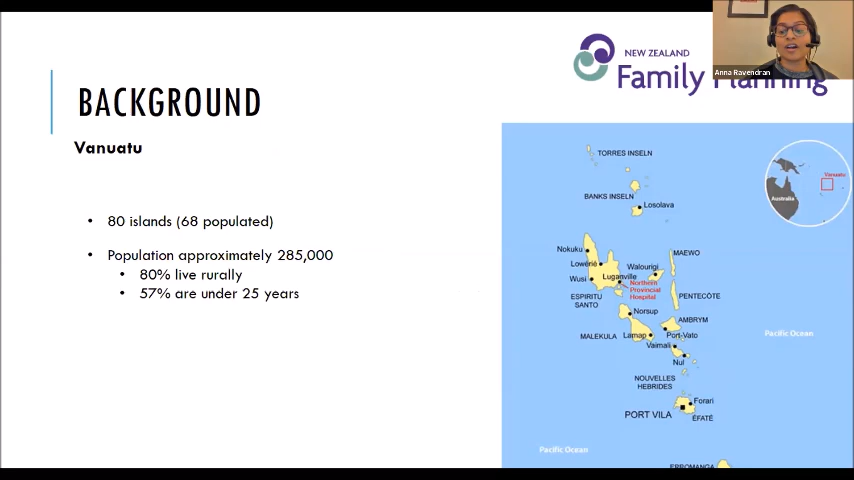 NEW ZEALAND
Family Planning
Anna Ravendran
BACKGROUND
Vanuatu
• 80 islands (68 populated)
• Population approximately 285,000
• 80% live rurally
• 57% are under 25 years
TORRES INSELN
BANKS INSELN
Losolava
Vanuatu
Australia
Nokuku
Lowerie
Wusi
Luganville
Walourigi
MAEWO
Northern
Provincial
Hospital
ESPIRITU
SANTO
PENTECÔTE
Norsup
AMBRYM
MALEKULA
Lamap
Port-Vato
Vaimali
Nul
Pacific Ocean
NOUVELLES
HEBRIDES
Forari
PORT VILA
ÉFATÉ
Pacific Ocean